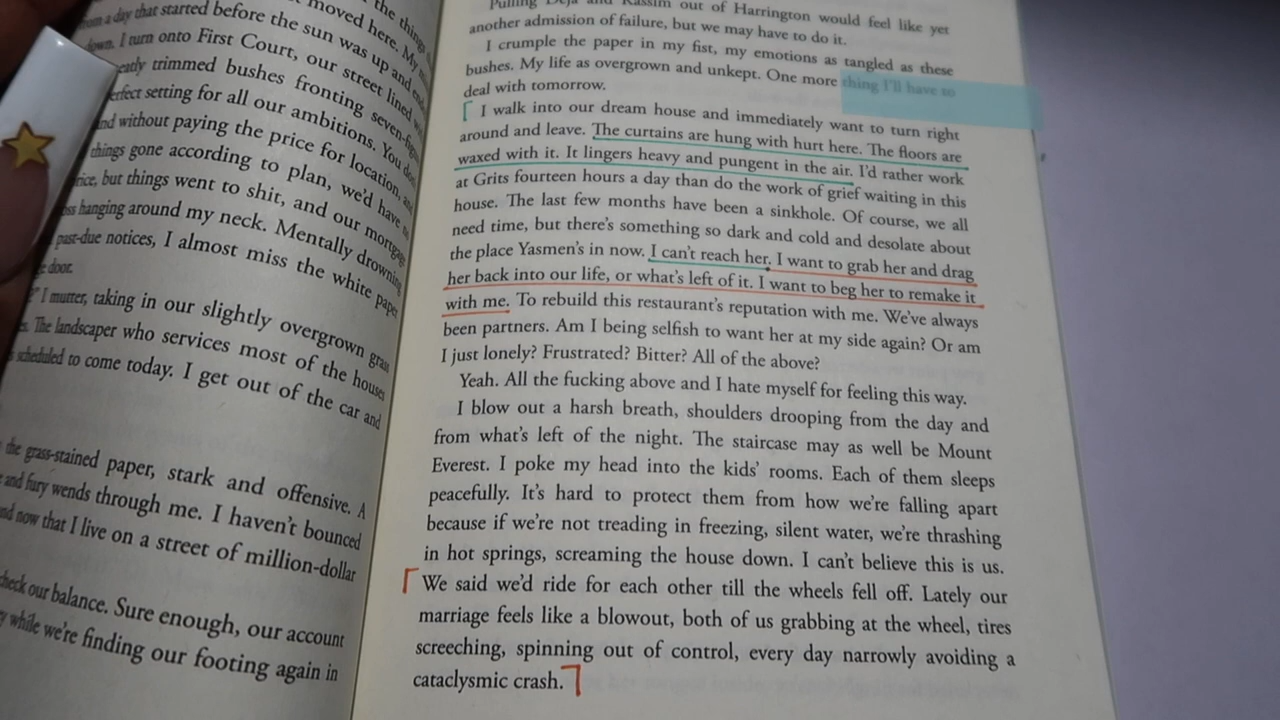 from a day that started before the sun was up and
down. I turn onto First Court, our street lined
neatly trimmed bushes fronting
perfect setting for all our ambitions. You
and without paying the price for location,
things gone according to plan, we'd have
price, but things went to shit, and our mortgage
hanging around my neck. Mentally drowning
past-due notices, I almost miss the white paper
door.
I mutter, taking in our slightly overgrown grass
The landscaper who services most of the houses
scheduled to come today. I get out of the car and
the grass-stained paper, stark and offensive. A
and fury wends through me. I haven't bounced
and now that I live on a street of million-dollar
check our balance. Sure enough, our account
while we're finding our footing again in
Pulling Deja and Kassim out of Harrington would feel like yet
another admission of failure, but we may have to do it.
I crumple the paper in my fist, my emotions as tangled as these
bushes. My life as overgrown and unkept. One more thing I'll have to
deal with tomorrow.
I walk into our dream house and immediately want to turn right
around and leave. The curtains are hung with hurt here. The floors are
waxed with it. It lingers heavy and pungent in the air. I'd rather work
at Grits fourteen hours a day than do the work of grief waiting in this
house. The last few months have been a sinkhole. Of course, we all
need time, but there's something so dark and cold and desolate about
the place Yasmen's in now. I can't reach her. I want to grab her and drag
her back into our life, or what's left of it. I want to beg her to remake it
with me. To rebuild this restaurant's reputation with me. We've always
been partners. Am I being selfish to want her at my side again? Or am
I just lonely? Frustrated? Bitter? All of the above?
Yeah. All the fucking above and I hate myself for feeling this way.
I blow out a harsh breath, shoulders drooping from the day and
from what's left of the night. The staircase may as well be Mount
Everest. I poke my head into the kids' rooms. Each of them sleeps
peacefully. It's hard to protect them from how we're falling apart
because if we're not treading in freezing, silent water, we're thrashing
in hot springs, screaming the house down. I can't believe this is us.
We said we'd ride for each other till the wheels fell off. Lately our
marriage feels like a blowout, both of us grabbing at the wheel, tires
screeching, spinning out of control, every day narrowly avoiding a
cataclysmic crash.